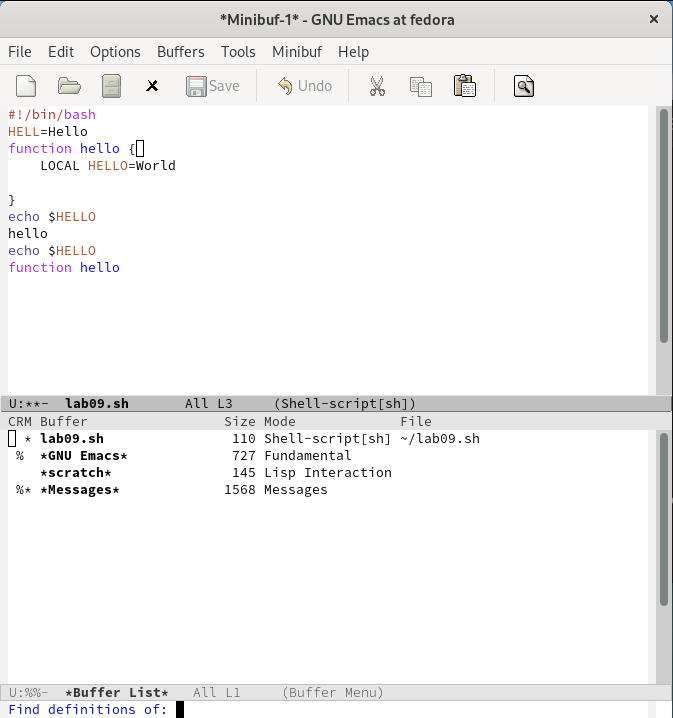 *Minibuf-1* - GNU Emacs at fedora
File Edit Options Buffers Tools Minibuf Help
Save Undo
#!/bin/bash
HELL=Hello
function hello {
LOCAL HELLO=World
}
echo $HELLO
hello
echo $HELLO
function hello
U:**- lab09.sh All L3 (Shell-script[sh])
CRM Buffer Size Mode File
* lab09.sh 110 Shell-script[sh] ~/lab09.sh
% *GNU Emacs* 727 Fundamental
*scratch* 145 Lisp Interaction
%* *Messages* 1568 Messages
U:%%- *Buffer List* All L1 (Buffer Menu)
Find definitions of: